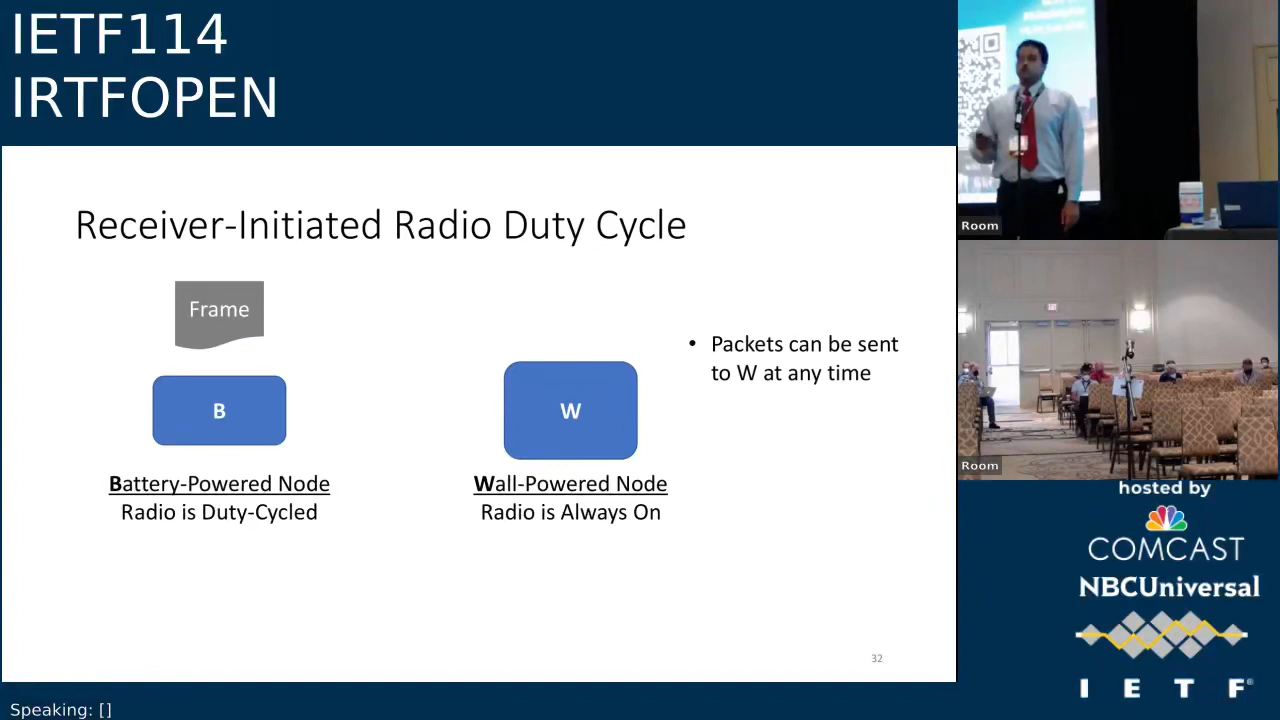 IETF114
IRTFOPEN
Receiver-Initiated Radio Duty Cycle
Frame
B
Battery-Powered Node
Radio is Duty-Cycled
W
Wall-Powered Node
Radio is Always On
• Packets can be sent
to W at any time
32
Room
Room
hosted by
COMCAST
NBCUniversal
I E T F®
Speaking: []